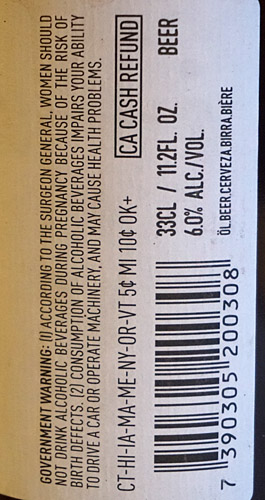 GOVERNMENT WARNING: (1) ACCORDING TO THE SURGEON GENERAL, WOMEN SHOULD
NOT DRINK ALCOHOLIC BEVERAGES DURING PREGNANCY BECAUSE OF THE RISK OF
BIRTH DEFECTS. (2) CONSUMPTION OF ALCOHOLIC BEVERAGES IMPAIRS YOUR ABILITY
TO DRIVE A CAR OR OPERATE MACHINERY, AND MAY CAUSE HEALTH PROBLEMS.
CT-HI-IA-MA-ME-NY-OR-VT 5¢ MI 10¢ OK+ CA CASH REFUND
33CL / 11.2FL. OZ. BEER
6.0% ALC./VOL.
ÖL.BEER.CERVEZA.BIRRA.BIÈRE
7 390305 200308